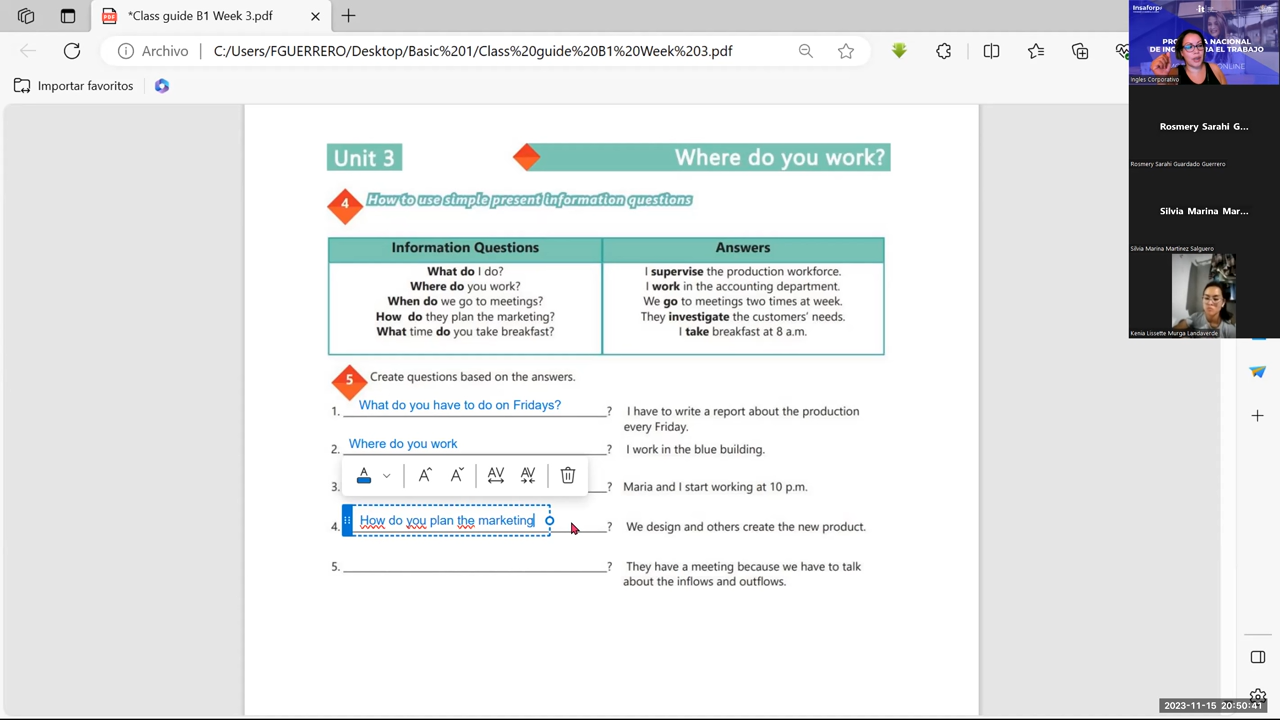 *Class guide B1 Week 3.pdf
Archivo
C:/Users/FGUERRERO/Desktop/Basic%201/Class%20guide%20B1%20Week%203.pdf
Importar favoritos
Unit 3
Where do you work?
4
How to use simple present information questions
Information Questions
Answers
What do I do?
I supervise the production workforce.
Where do you work?
I work in the accounting department.
When do we go to meetings?
We go to meetings two times at week.
How do they plan the marketing?
They investigate the customers' needs.
What time do you take breakfast?
I take breakfast at 8 a.m.
5
Create questions based on the answers.
What do you have to do on Fridays?
1. ? I have to write a report about the production
every Friday.
Where do you work
2. ? I work in the blue building.
3. ? Maria and I start working at 10 p.m.
How do you plan the marketing
4. ? We design and others create the new product.
5. ? They have a meeting because we have to talk
about the inflows and outflows.
Insaforp
Ingles Corporativo
Rosmery Sarahi G...
Rosmery Sarahi Guardado Guerrero
Silvia Marina Mar...
Silvia Marina Martinez Salguero
Kenia Lissette Murga Landaverde
2023-11-15 20:50:41